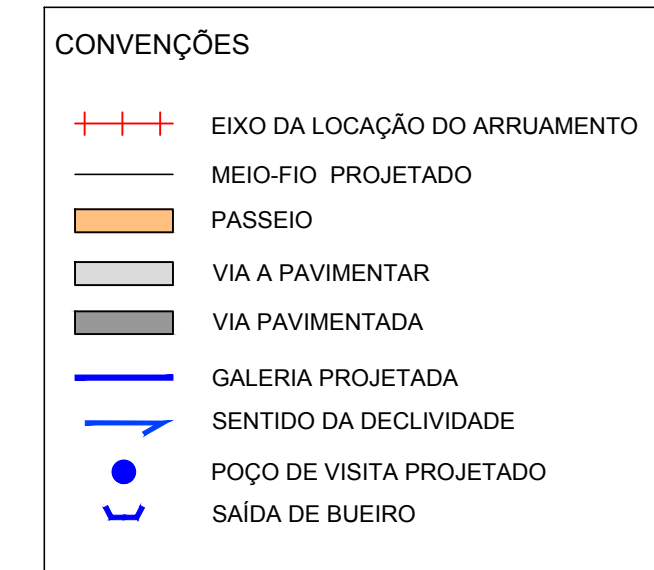 CONVENÇÕES
EIXO DA LOCAÇÃO DO ARRUAMENTO
MEIO-FIO PROJETADO
PASSEIO
VIA A PAVIMENTAR
VIA PAVIMENTADA
GALERIA PROJETADA
SENTIDO DA DECLIVIDADE
POÇO DE VISITA PROJETADO
SAÍDA DE BUEIRO